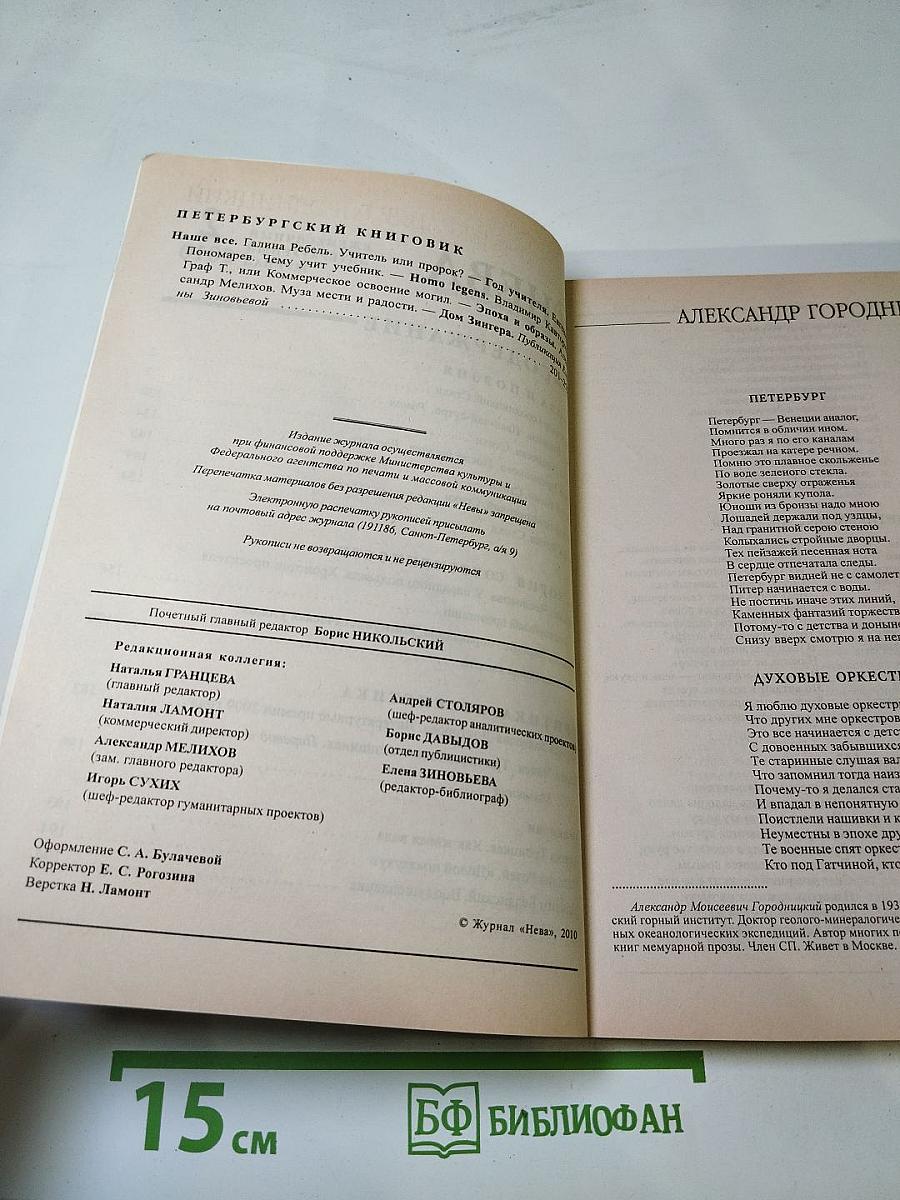 ПЕТЕРБУРГСКИЙ КНИГОВИК
Наше все. Галина Ребель. Учитель или пророк? — Год учителя.
Пономарев. Чему учит учебник. — Homo legens. Владимир
Граф Т., или Коммерческое освоение могил. — Эпоха и образы.
сандр Мелихов. Муза мести и радости. — Дом Зингера. Публикация
ны Зиновьевой
Издание журнала осуществляется
при финансовой поддержке Министерства культуры и
Федерального агентства по печати и массовой коммуникации
Перепечатка материалов без разрешения редакции «Невы» запрещена
Электронную распечатку рукописей присылать
на почтовый адрес журнала (191186, Санкт-Петербург, а/я 9)
Рукописи не возвращаются и не рецензируются
Почетный главный редактор Борис НИКОЛЬСКИЙ
Редакционная коллегия:
Наталья ГРАНЦЕВА
(главный редактор)
Наталия ЛАМОНТ
(коммерческий директор)
Александр МЕЛИХОВ
(зам. главного редактора)
Игорь СУХИХ
(шеф-редактор гуманитарных проектов)
Андрей СТОЛЯРОВ
(шеф-редактор аналитических проектов)
Борис ДАВЫДОВ
(отдел публицистики)
Елена ЗИНОВЬЕВА
(редактор-библиограф)
Оформление С. А. Булачевой
Корректор Е. С. Рогозина
Верстка Н. Ламонт
© Журнал «Нева», 2010
АЛЕКСАНДР ГОРОДНИ
ПЕТЕРБУРГ
Петербург — Венеции аналог,
Помнится в обличии ином.
Много раз я по его каналам
Проезжал на катере речном.
Помню это плавное скольженье
По воде зеленого стекла.
Золотые сверху отраженья
Яркие роняли купола.
Юноши из бронзы надо мною
Лошадей держали под уздцы,
Над гранитной серою стеною
Колыхались стройные дворцы.
Тех пейзажей песенная нота
В сердце отпечатала следы.
Петербург видней не с самолет
Питер начинается с воды.
Не постичь иначе этих линий,
Каменных фантазий торжеств
Потому-то с детства и донын
Снизу вверх смотрю я на не
ДУХОВЫЕ ОРКЕСТ
Я люблю духовые оркестр
Что других мне оркестров
Это все начинается с детс
С довоенных забывшихся
Те старинные слушая вал
Что запомнил тогда наиз
Почему-то я делался ста
И впадал в непонятную
Поистлели нашивки и к
Неуместны в эпохе дру
Те военные спят оркес
Кто под Гатчиной, кто
Александр Моисеевич Городницкий родился в 193
ский горный институт. Доктор геолого-минералогиче
ных океанологических экспедиций. Автор многих п
книг мемуарной прозы. Член СП. Живет в Москве.
15 см
БФ БИБЛИОФАН